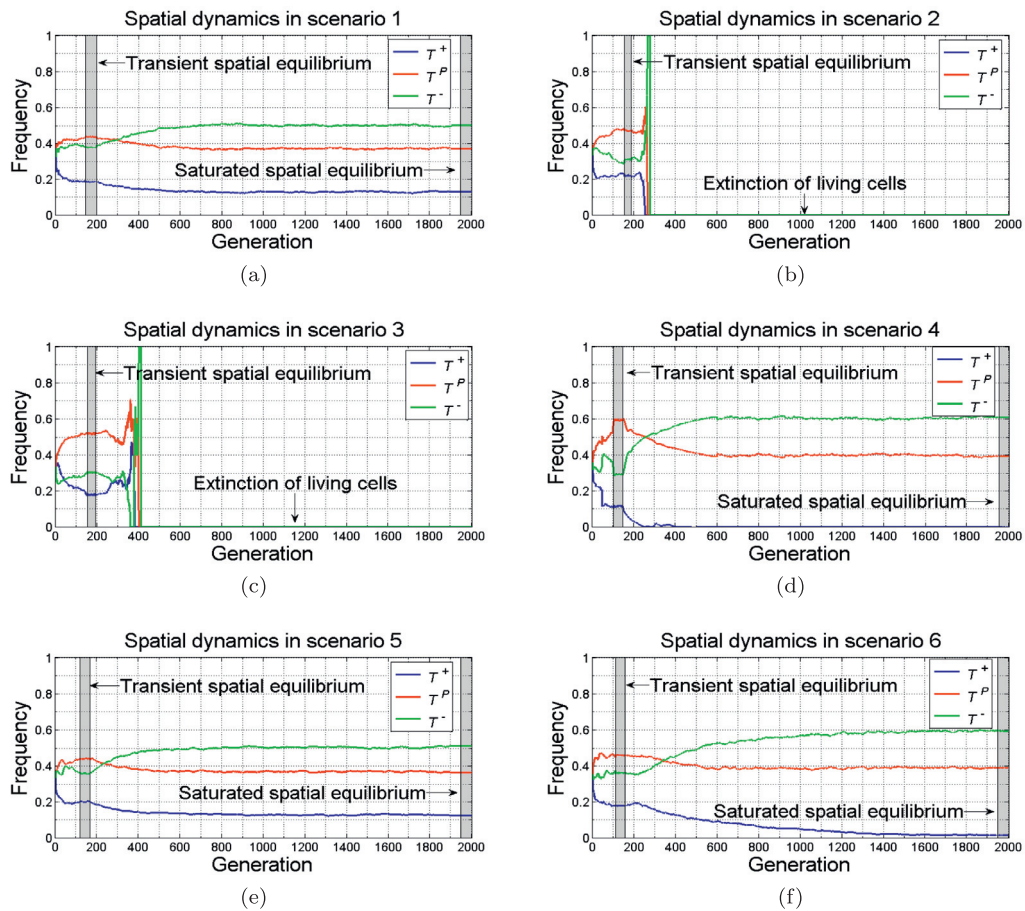 Spatial dynamics in scenario 1
Frequency
1
0.8
0.6
0.4
0.2
0
Transient spatial equilibrium
T+
TP
T-
Saturated spatial equilibrium
0 200 400 600 800 1000 1200 1400 1600 1800 2000
Generation
(a)
Spatial dynamics in scenario 2
Frequency
1
0.8
0.6
0.4
0.2
0
Transient spatial equilibrium
T+
TP
T-
Extinction of living cells
0 200 400 600 800 1000 1200 1400 1600 1800 2000
Generation
(b)
Spatial dynamics in scenario 3
Frequency
1
0.8
0.6
0.4
0.2
0
Transient spatial equilibrium
T+
TP
T-
Extinction of living cells
0 200 400 600 800 1000 1200 1400 1600 1800 2000
Generation
(c)
Spatial dynamics in scenario 4
Frequency
1
0.8
0.6
0.4
0.2
0
Transient spatial equilibrium
T+
TP
T-
Saturated spatial equilibrium
0 200 400 600 800 1000 1200 1400 1600 1800 2000
Generation
(d)
Spatial dynamics in scenario 5
Frequency
1
0.8
0.6
0.4
0.2
0
Transient spatial equilibrium
T+
TP
T-
Saturated spatial equilibrium
0 200 400 600 800 1000 1200 1400 1600 1800 2000
Generation
(e)
Spatial dynamics in scenario 6
Frequency
1
0.8
0.6
0.4
0.2
0
Transient spatial equilibrium
T+
TP
T-
Saturated spatial equilibrium
0 200 400 600 800 1000 1200 1400 1600 1800 2000
Generation
(f)